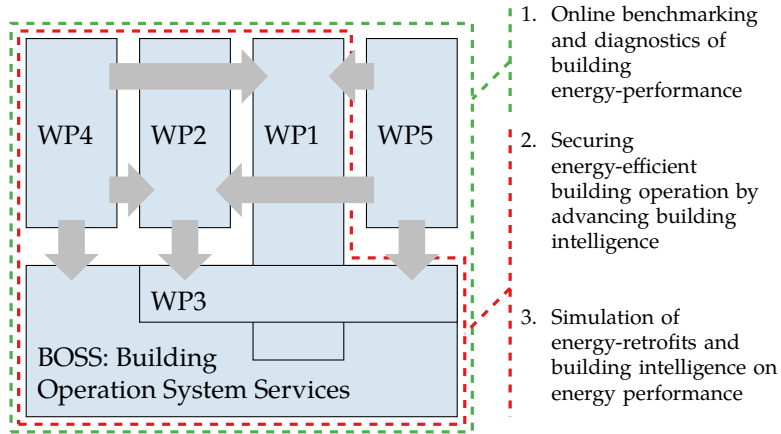 WP4 WP2 WP1 WP5
WP3
BOSS: Building
Operation System Services
1. Online benchmarking
and diagnostics of
building
energy-performance
2. Securing
energy-efficient
building operation by
advancing building
intelligence
3. Simulation of
energy-retrofits and
building intelligence on
energy performance